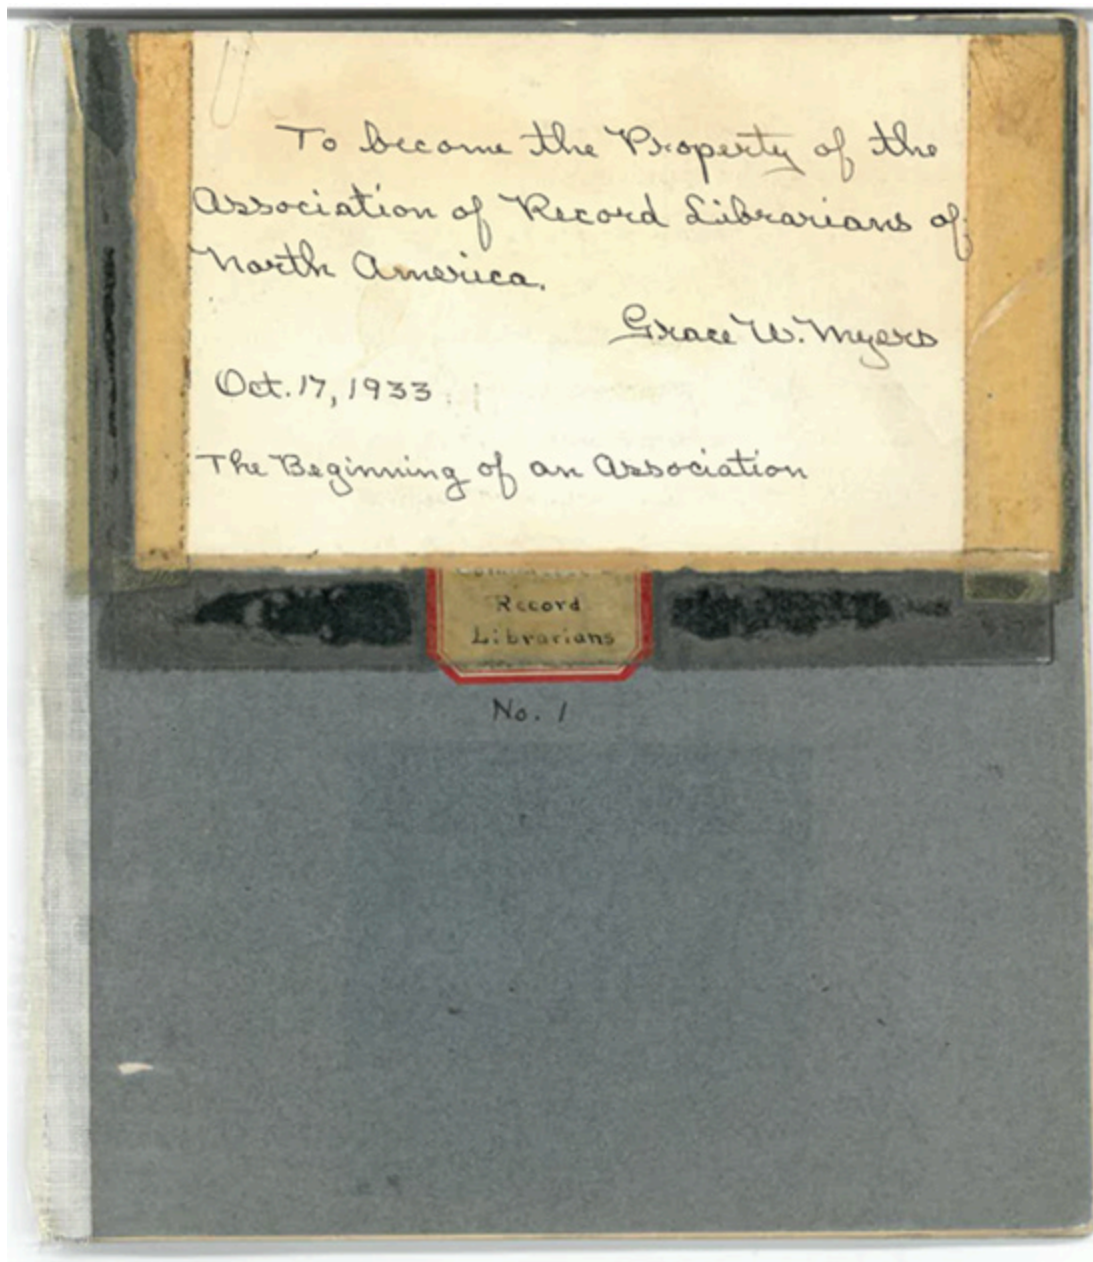 To become the Property of the
Association of Record Librarians of
North America.
Grace W. Myers
Oct. 17, 1933
The Beginning of an Association
Record
Librarians
No. 1